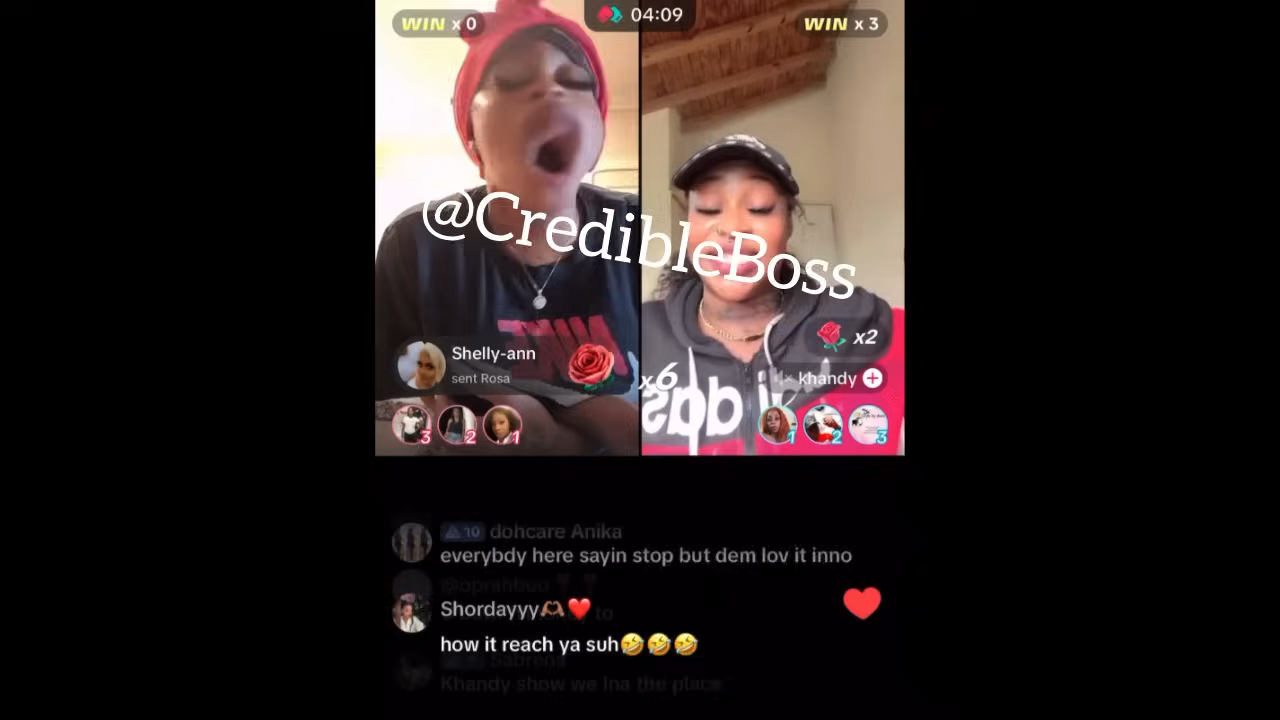 WIN x 0
04:09
WIN x 3
@CredibleBoss
Shelly-ann
sent Rosa
x6
x2
khandy
3
2
1
1
2
3
10 dohcare Anika
everybdy here sayin stop but dem lov it inno
Shordayyy🫶🏾❤️
to
how it reach ya suh🤣🤣🤣
Sabrena
Khandy show we Ina the place